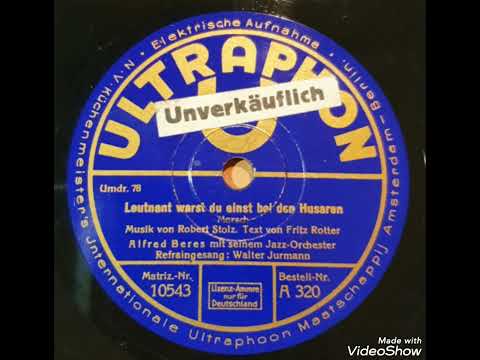 N.V. Küchenmeister's Internationale Ultraphoon Maatschappij Amsterdam – Berlin.
Elektrische Aufnahme
ULTRAPHON
U
Unverkäuflich
Umdr. 78
Leutnant warst du einst bei den Husaren
Marsch
Musik von Robert Stolz. Text von Fritz Rotter
Alfred Beres mit seinem Jazz-Orchester
Refraingesang: Walter Jurmann
Matriz.-Nr.
10543
Lizenz-Ammre
nur für
Deutschland
Bestell-Nr.
A 320
Made with
VideoShow